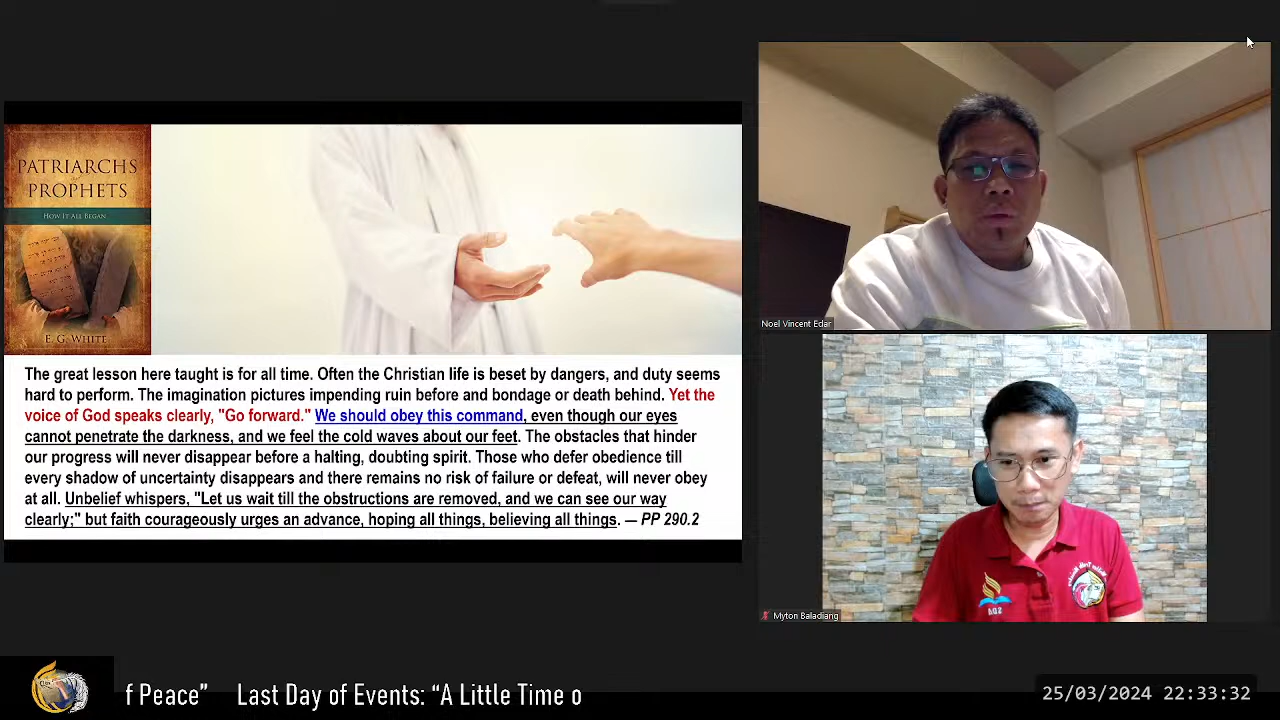 PATRIARCHS
PROPHETS
HOW IT ALL BEGAN
E. G. WHITE
The great lesson here taught is for all time. Often the Christian life is beset by dangers, and duty seems
hard to perform. The imagination pictures impending ruin before and bondage or death behind. Yet the
voice of God speaks clearly, "Go forward." We should obey this command, even though our eyes
cannot penetrate the darkness, and we feel the cold waves about our feet. The obstacles that hinder
our progress will never disappear before a halting, doubting spirit. Those who defer obedience till
every shadow of uncertainty disappears and there remains no risk of failure or defeat, will never obey
at all. Unbelief whispers, "Let us wait till the obstructions are removed, and we can see our way
clearly;" but faith courageously urges an advance, hoping all things, believing all things. — PP 290.2
Noel Vincent Edar
SDA
Myton Baladiang
f Peace” Last Day of Events: “A Little Time o
25/03/2024 22:33:32